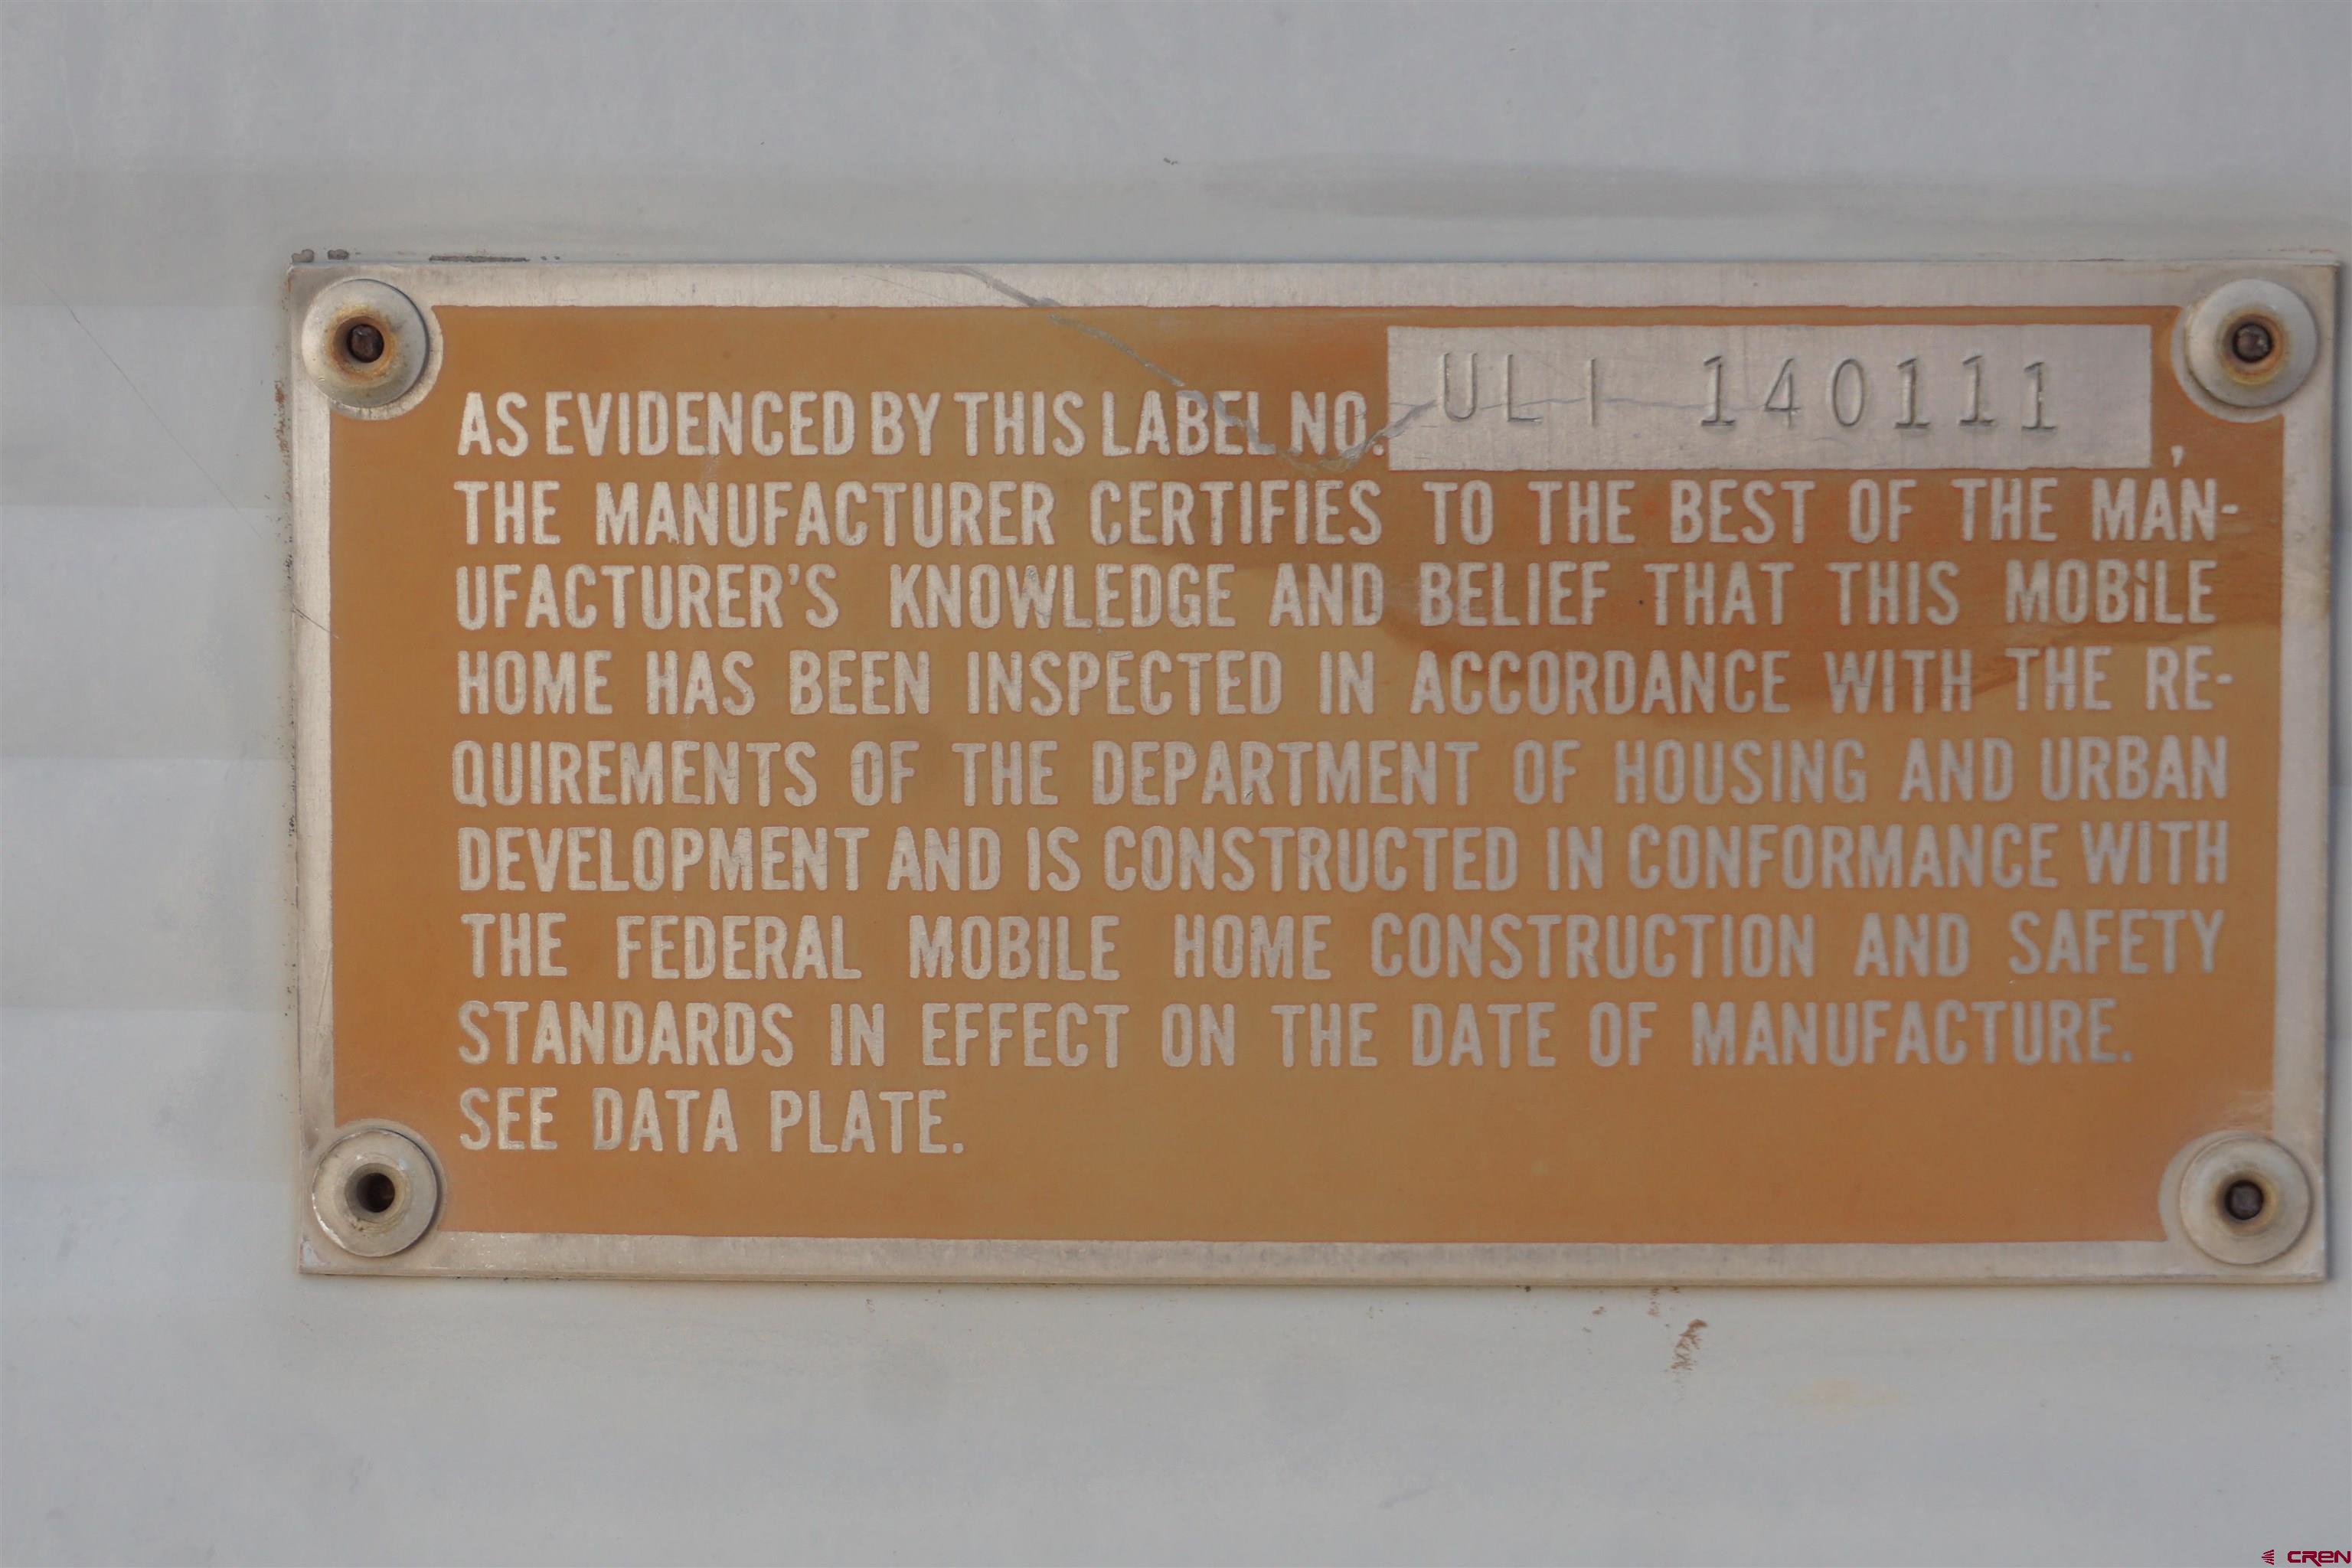 AS EVIDENCED BY THIS LABEL NO. ULI 140111,
THE MANUFACTURER CERTIFIES TO THE BEST OF THE MAN-
UFACTURER'S KNOWLEDGE AND BELIEF THAT THIS MOBILE
HOME HAS BEEN INSPECTED IN ACCORDANCE WITH THE RE-
QUIREMENTS OF THE DEPARTMENT OF HOUSING AND URBAN
DEVELOPMENT AND IS CONSTRUCTED IN CONFORMANCE WITH
THE FEDERAL MOBILE HOME CONSTRUCTION AND SAFETY
STANDARDS IN EFFECT ON THE DATE OF MANUFACTURE.
SEE DATA PLATE.
CREN